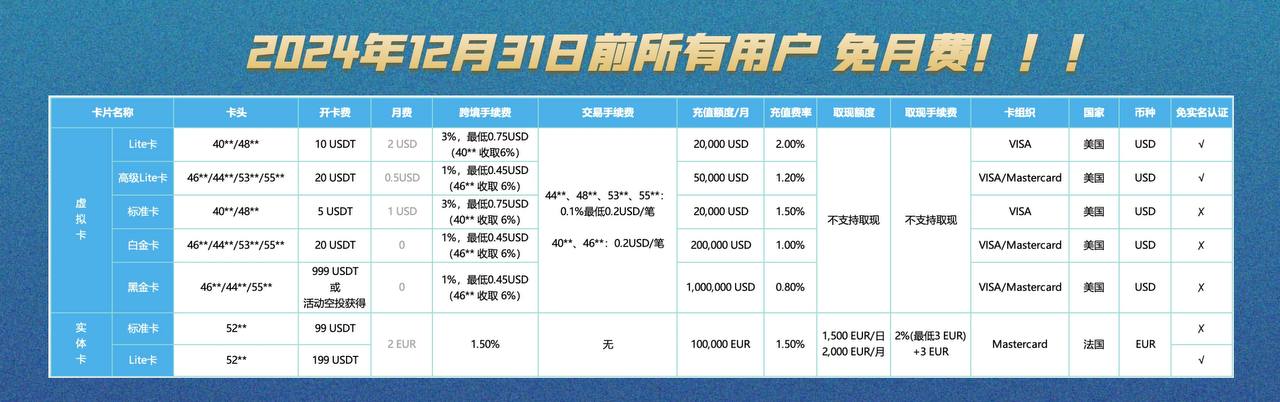 2024年12月31日前所有用户 免月费！！！
卡片名称 卡头 开卡费 月费 跨境手续费 交易手续费 充值额度/月 充值费率 取现额度 取现手续费 卡组织 国家 币种 免实名认证
虚拟卡
Lite卡 40**/48** 10 USDT 2 USD 3%，最低0.75USD
（40** 收取6%） 20,000 USD 2.00% VISA 美国 USD √
高级Lite卡 46**/44**/53**/55** 20 USDT 0.5USD 1%，最低0.45USD
（46** 收取 6%） 50,000 USD 1.20% VISA/Mastercard 美国 USD √
标准卡 40**/48** 5 USDT 1 USD 3%，最低0.75USD
（40** 收取 6%） 20,000 USD 1.50% VISA 美国 USD ✗
白金卡 46**/44**/53**/55** 20 USDT 0 1%，最低0.45USD
（46** 收取 6%） 200,000 USD 1.00% VISA/Mastercard 美国 USD ✗
黑金卡 46**/44**/55** 999 USDT
或
活动空投获得 0 1%，最低0.45USD
（46** 收取 6%） 1,000,000 USD 0.80% VISA/Mastercard 美国 USD ✗
44**、48**、53**、55**：
0.1%最低0.2USD/笔
40**、46**：0.2USD/笔
不支持取现 不支持取现
实体卡
标准卡 52** 99 USDT ✗
Lite卡 52** 199 USDT √
2 EUR 1.50% 无 100,000 EUR 1.50% 1,500 EUR/日
2,000 EUR/月 2%(最低3 EUR)
+3 EUR Mastercard 法国 EUR